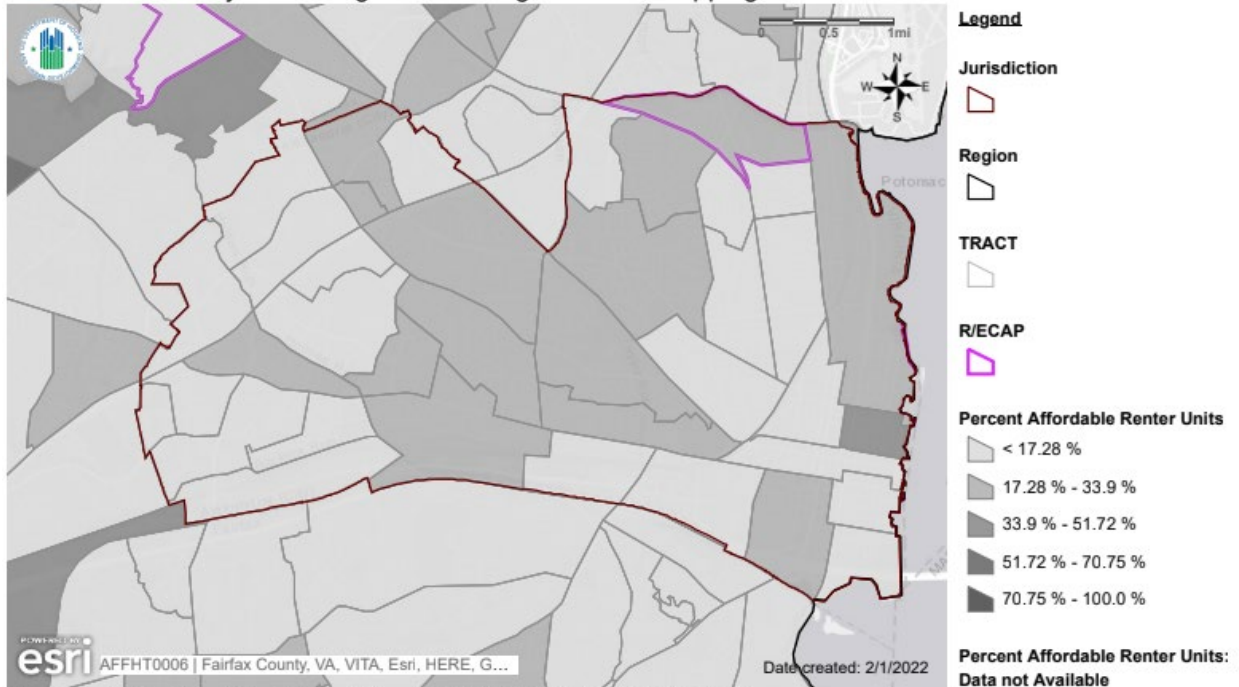 0 0.5 1mi
N
W E
S
Potomac
POWERED BY
esri
AFFHT0006 | Fairfax County, VA, VITA, Esri, HERE, G...
Date created: 2/1/2022
Legend
Jurisdiction
Region
TRACT
R/ECAP
Percent Affordable Renter Units
< 17.28 %
17.28 % - 33.9 %
33.9 % - 51.72 %
51.72 % - 70.75 %
70.75 % - 100.0 %
Percent Affordable Renter Units:
Data not Available